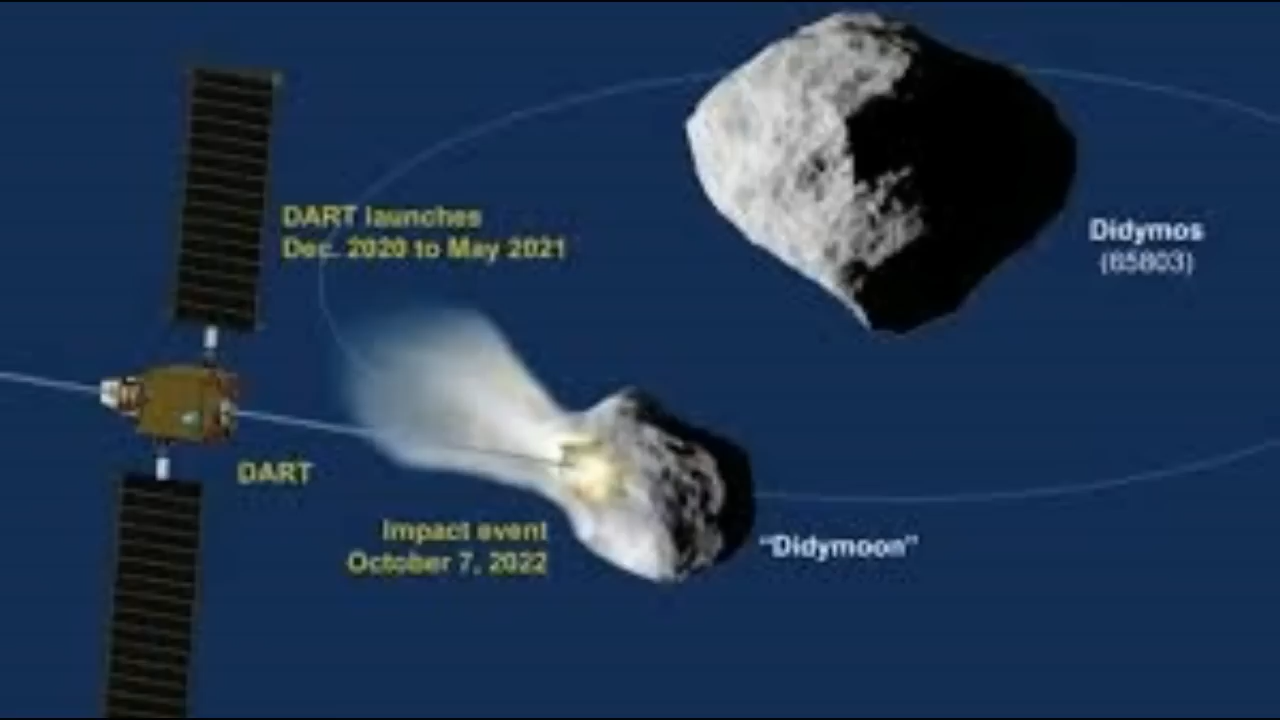 DART launches
Dec. 2020 to May 2021
Didymos
(65803)
DART
Impact event
October 7, 2022
“Didymoon”